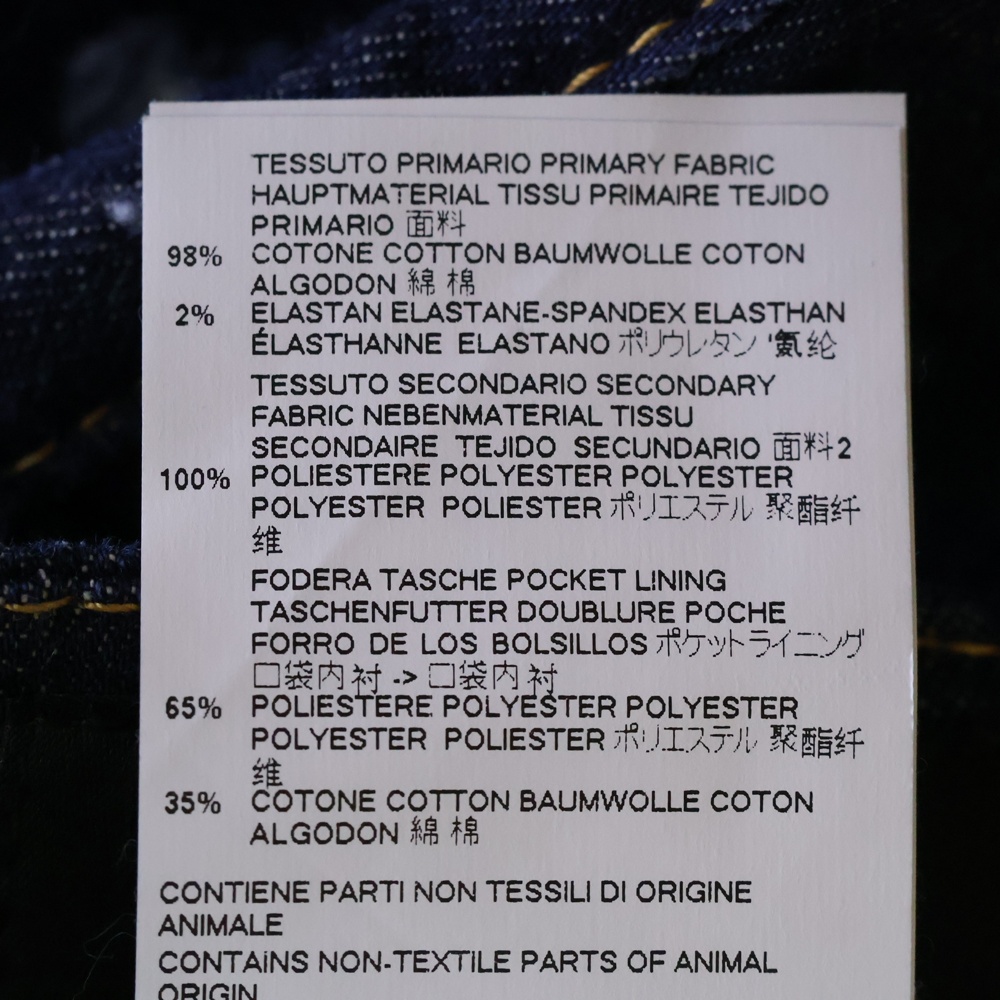 TESSUTO PRIMARIO PRIMARY FABRIC
HAUPTMATERIAL TISSU PRIMAIRE TEJIDO
PRIMARIO 面料
98% COTONE COTTON BAUMWOLLE COTON
ALGODON 綿 棉
2% ELASTAN ELASTANE-SPANDEX ELASTHAN
ÉLASTHANNE ELASTANO ポリウレタン '氨纶
TESSUTO SECONDARIO SECONDARY
FABRIC NEBENMATERIAL TISSU
SECONDAIRE TEJIDO SECUNDARIO 面料2
100% POLIESTERE POLYESTER POLYESTER
POLYESTER POLIESTER ポリエステル 聚酯纤
维
FODERA TASCHE POCKET LINING
TASCHENFUTTER DOUBLURE POCHE
FORRO DE LOS BOLSILLOS ポケットライニング
口袋内衬 -> 口袋内衬
65% POLIESTERE POLYESTER POLYESTER
POLYESTER POLIESTER ポリエステル 聚酯纤
维
35% COTONE COTTON BAUMWOLLE COTON
ALGODON 綿 棉
CONTIENE PARTI NON TESSILI DI ORIGINE
ANIMALE
CONTAINS NON-TEXTILE PARTS OF ANIMAL
ORIGIN